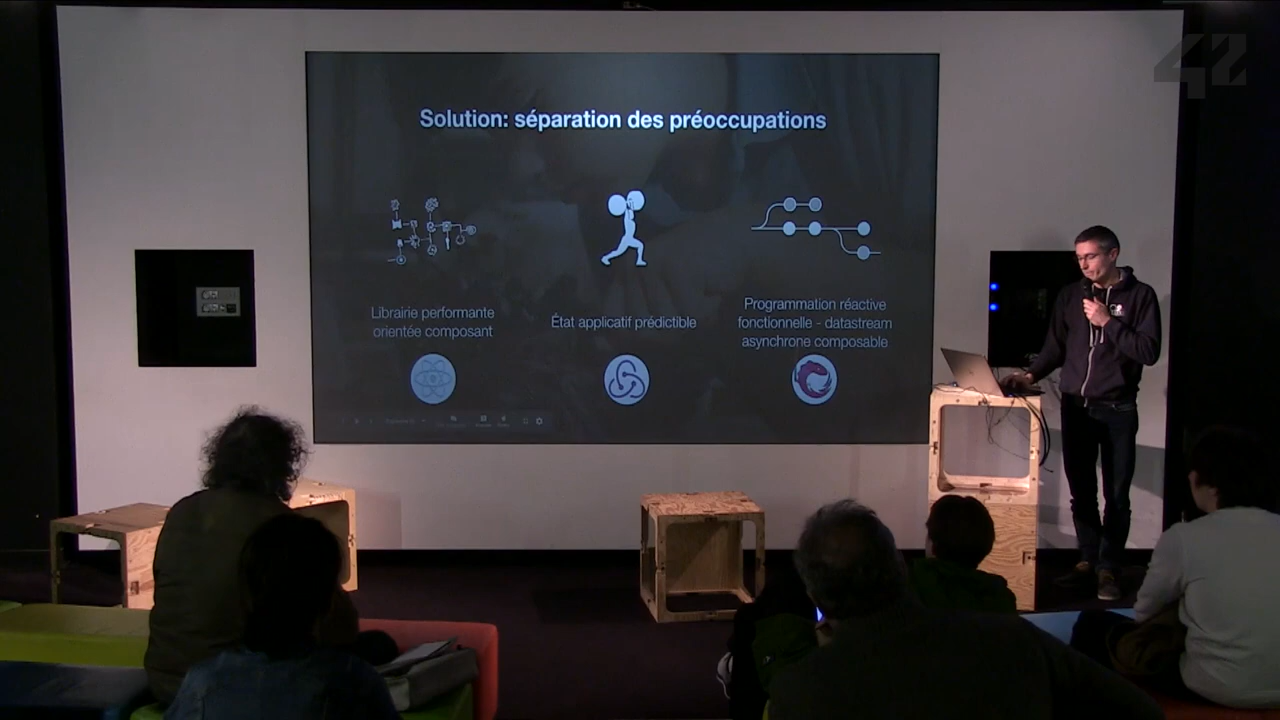 42
Solution: séparation des préoccupations
Librairie performante
orientée composant
État applicatif prédictible
Programmation réactive
fonctionnelle - datastream
asynchrone composable